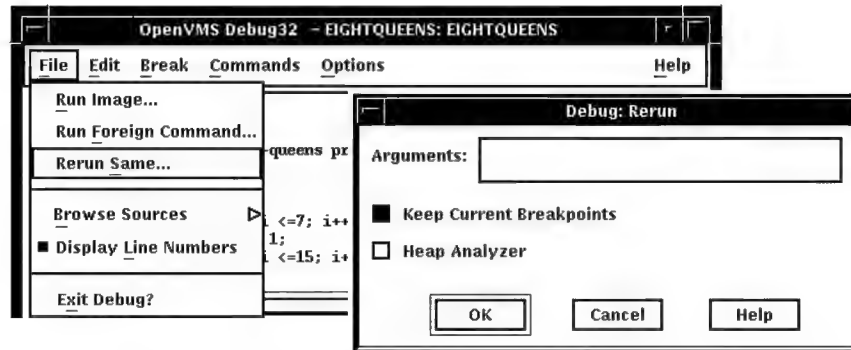 OpenVMS Debug32 – EIGHTQUEENS: EIGHTQUEENS
File Edit Break Commands Options Help
Run Image...
Run Foreign Command...
Rerun Same...
Browse Sources
Display Line Numbers
Exit Debug?
-queens pr
i <=7; i++
1;
i <=15; i+
Debug: Rerun
Arguments:
Keep Current Breakpoints
Heap Analyzer
OK Cancel Help